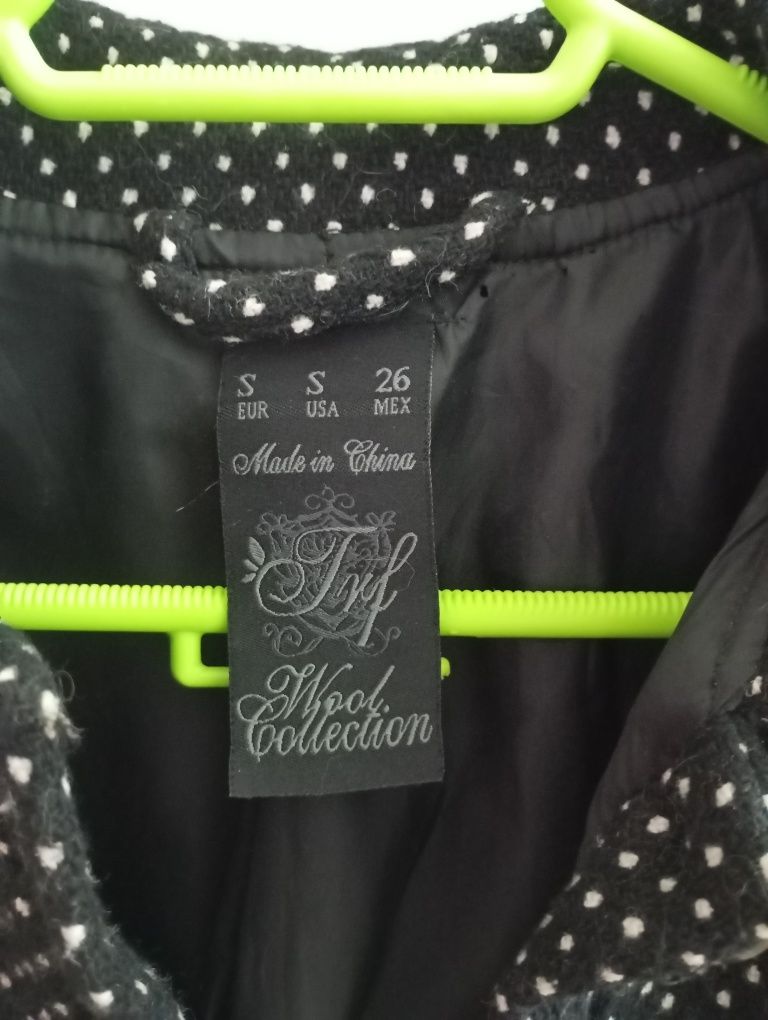 S S 26
EUR USA MEX
Made in China
Trf
Wool
Collection